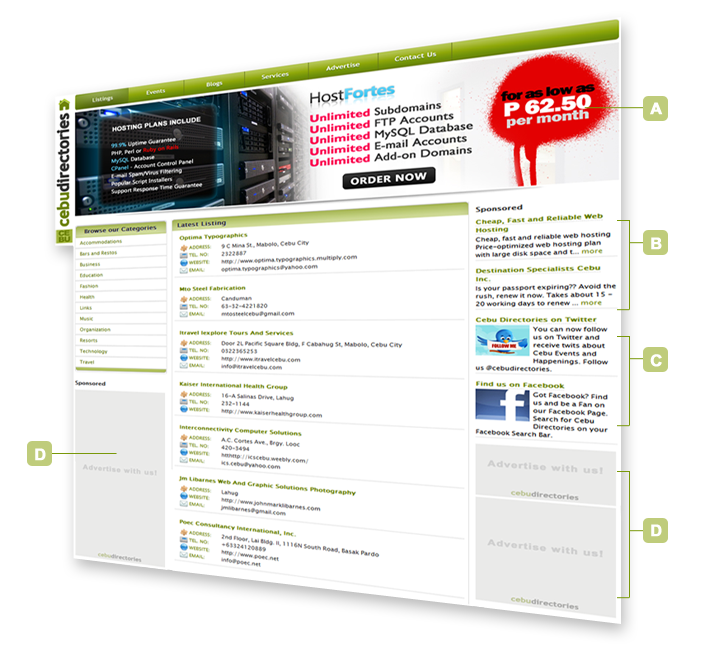 Listings
Events
Blogs
Services
Advertise
Contact Us
cebudirectories
HOSTING PLANS INCLUDE
99.9% Uptime Guarantee
PHP, Perl or Ruby on Rails
MySQL Database
CPanel - Account Control Panel
E-mail Spam/Virus Filtering
Popular Script Installers
Support Response Time Guarantee
HostFortes
Unlimited Subdomains
Unlimited FTP Accounts
Unlimited MySQL Database
Unlimited E-mail Accounts
Unlimited Add-on Domains
ORDER NOW
for as low as
P 62.50
per month
A
Browse our Categories
Accommodations
Bars and Restos
Business
Education
Fashion
Health
Links
Music
Organization
Resorts
Technology
Travel
Sponsored
D
Advertise with us!
cebudirectories
Latest Listing
Optima Typographics
ADDRESS: 9 C Mina St., Mabolo, Cebu City
TEL. NO: 2322887
WEBSITE: http://www.optima.typographics.multiply.com
EMAIL: optima.typographics@yahoo.com
Mto Steel Fabrication
ADDRESS: Canduman
TEL. NO: 63-32-4221820
EMAIL: mtosteelcebu@gmail.com
Itravel Iexplore Tours And Services
ADDRESS: Door 2L Pacific Square Bldg, F Cabahug St, Mabolo, Cebu City
TEL. NO: 0322365253
WEBSITE: http://www.itravelcebu.com
EMAIL: info@itravelcebu.com
Kaiser International Health Group
ADDRESS: 16-A Salinas Drive, Lahug
TEL. NO: 232-1144
WEBSITE: http://www.kaiserhealthgroup.com
Interconnectivity Computer Solutions
ADDRESS: A.C. Cortes Ave., Brgy. Looc
TEL. NO: 420-5494
WEBSITE: hthttp://icscebu.weebly.com/
EMAIL: ics.cebu@yahoo.com
Jm Libarnes Web And Graphic Solutions Photography
ADDRESS: Lahug
WEBSITE: http://www.johnmarklibarnes.com
EMAIL: jmlibarnes@gmail.com
Poec Consultancy International, Inc.
ADDRESS: 2nd Floor, Lai Bldg. II, 1116N South Road, Basak Pardo
TEL. NO: +63324120889
WEBSITE: http://www.poec.net
EMAIL: info@poec.net
Sponsored
Cheap, Fast and Reliable Web
Hosting
Cheap, fast and reliable web hosting
Price-optimized web hosting plan
with large disk space and t... more
Destination Specialists Cebu
Inc.
Is your passport expiring?? Avoid the
rush, renew it now. Takes about 15 -
20 working days to renew ... more
B
Cebu Directories on Twitter
FOLLOW ME
You can now follow
us on Twitter and
receive twits about
Cebu Events and
Happenings. Follow
us @cebudirectories.
Find us on Facebook
f
Got Facebook? Find
us and be a Fan on
our Facebook Page.
Search for Cebu
Directories on your
Facebook Search Bar.
C
Advertise with us!
cebudirectories
Advertise with us!
cebudirectories
D